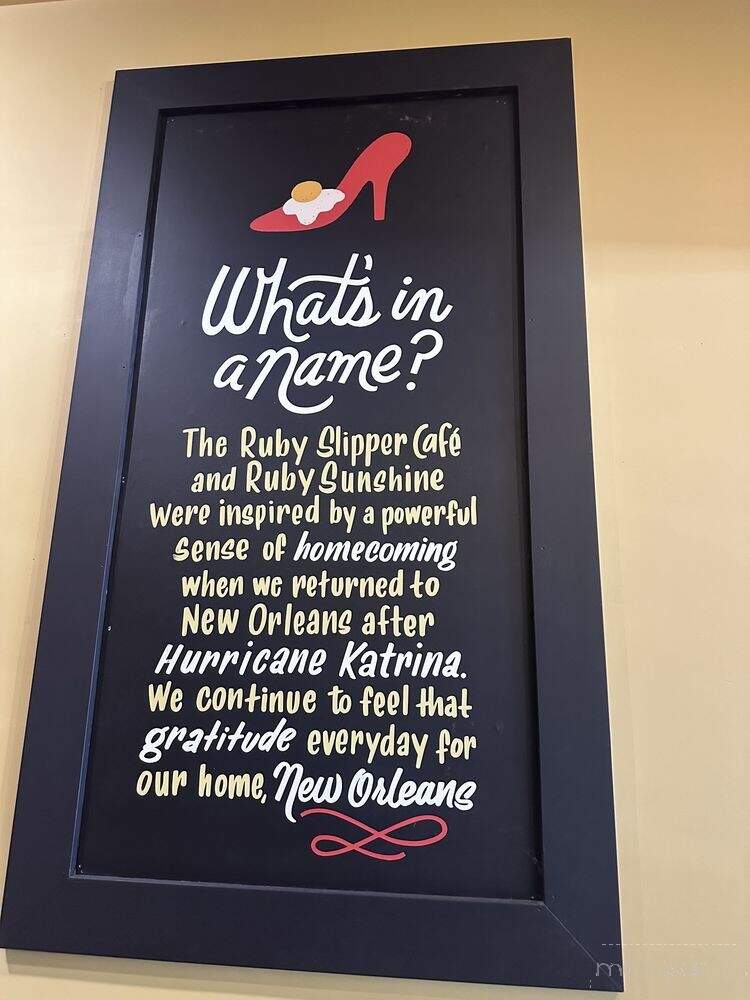 What's in
a name?
The Ruby Slipper Café
and Ruby Sunshine
were inspired by a powerful
sense of homecoming
when we returned to
New Orleans after
Hurricane Katrina.
We continue to feel that
gratitude everyday for
our home, New Orleans